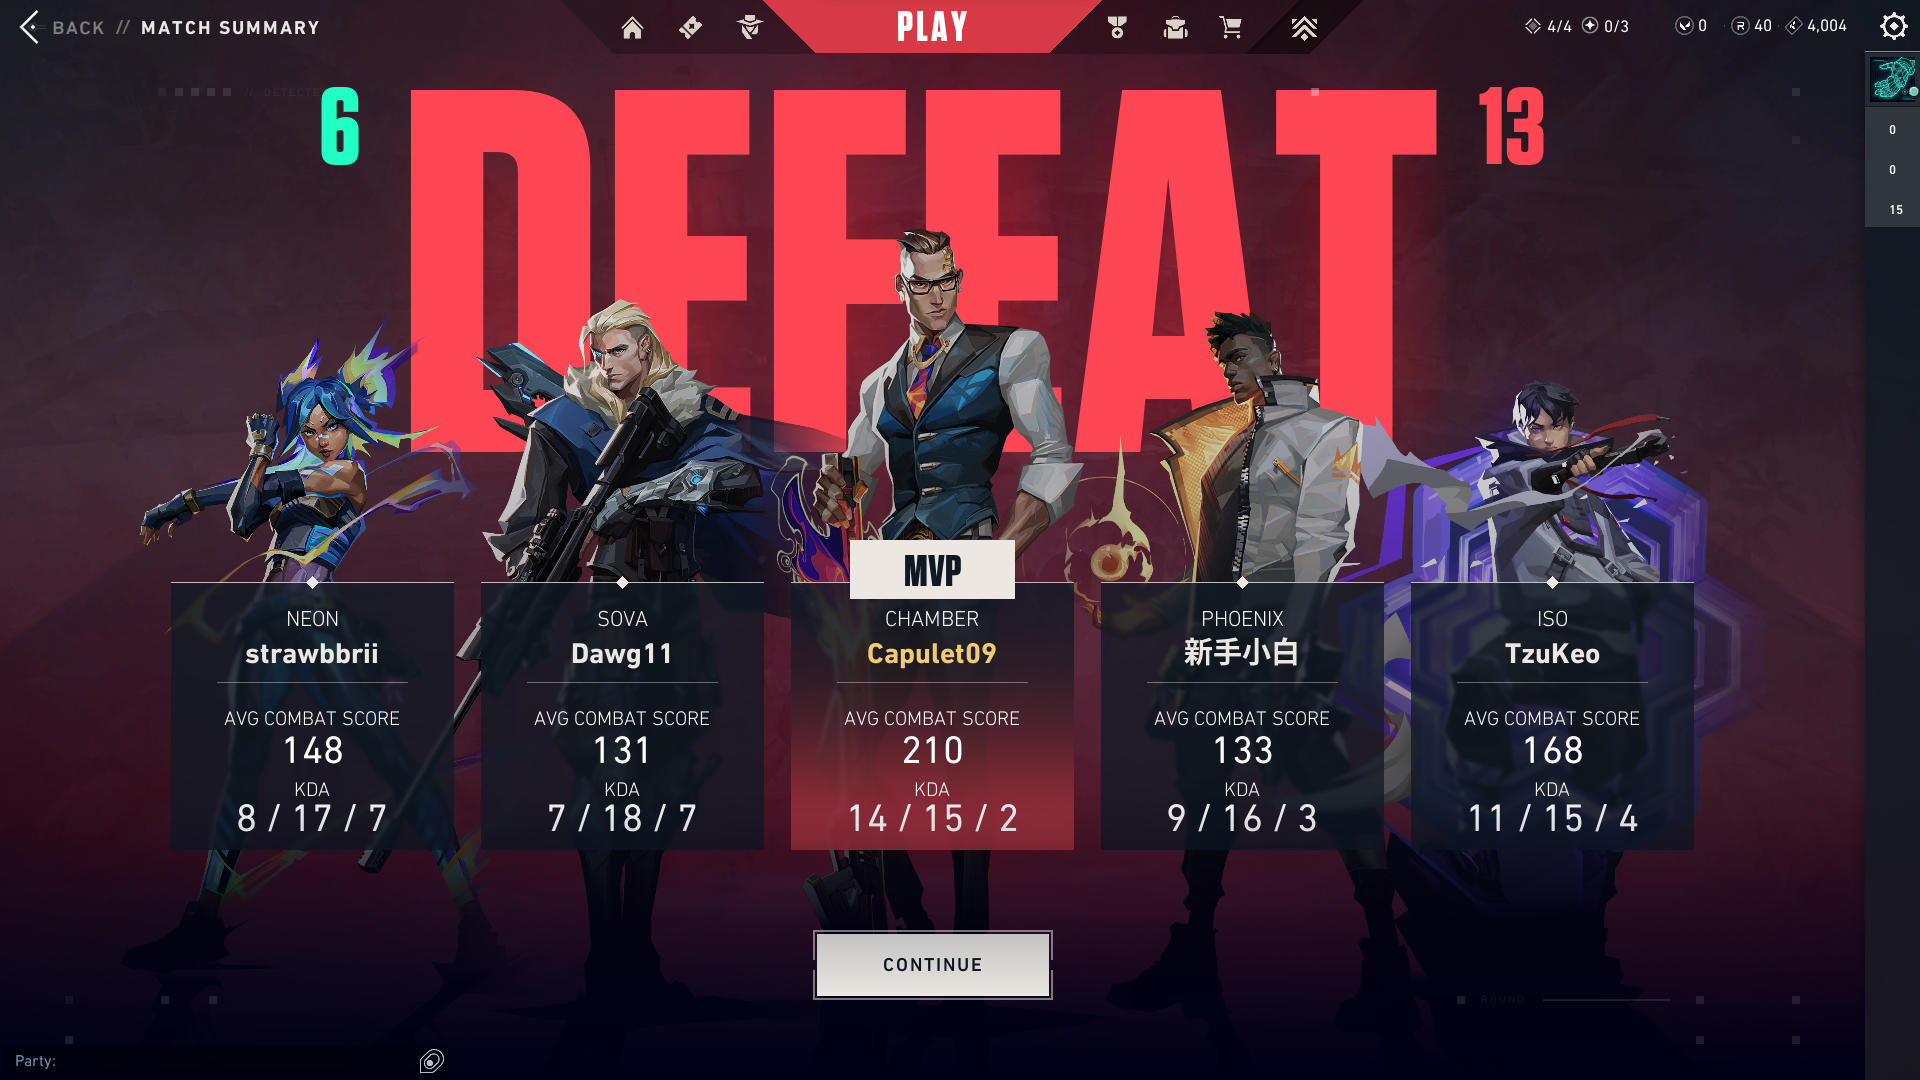 BACK // MATCH SUMMARY
PLAY
4/4 0/3 0 40 4,004
6 DEFEAT 13
0
0
15
MVP
NEON
strawbbrii
AVG COMBAT SCORE
148
KDA
8 / 17 / 7
SOVA
Dawg11
AVG COMBAT SCORE
131
KDA
7 / 18 / 7
CHAMBER
Capulet09
AVG COMBAT SCORE
210
KDA
14 / 15 / 2
PHOENIX
新手小白
AVG COMBAT SCORE
133
KDA
9 / 16 / 3
ISO
TzuKeo
AVG COMBAT SCORE
168
KDA
11 / 15 / 4
CONTINUE
ROUND
Party: